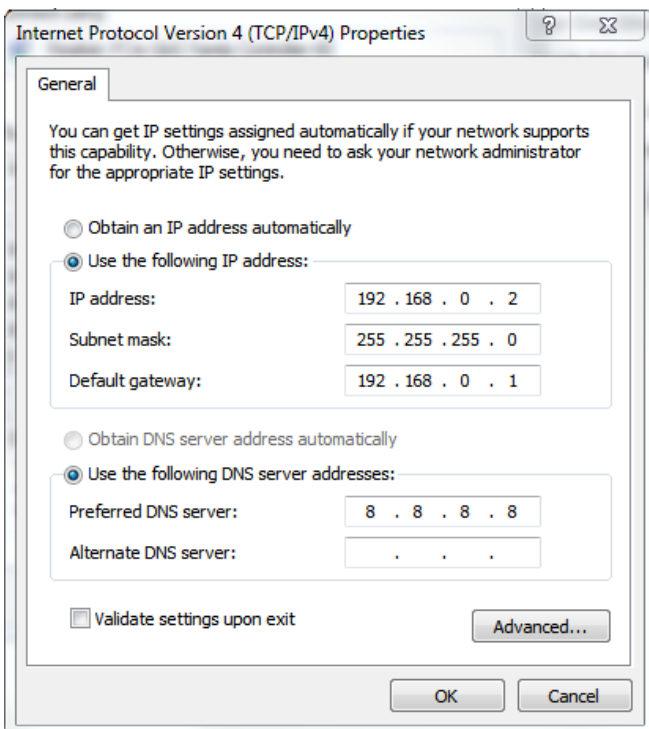 Internet Protocol Version 4 (TCP/IPv4) Properties
General
You can get IP settings assigned automatically if your network supports
this capability. Otherwise, you need to ask your network administrator
for the appropriate IP settings.
Obtain an IP address automatically
Use the following IP address:
IP address: 192 . 168 . 0 . 2
Subnet mask: 255 . 255 . 255 . 0
Default gateway: 192 . 168 . 0 . 1
Obtain DNS server address automatically
Use the following DNS server addresses:
Preferred DNS server: 8 . 8 . 8 . 8
Alternate DNS server: . . .
Validate settings upon exit
Advanced...
OK Cancel